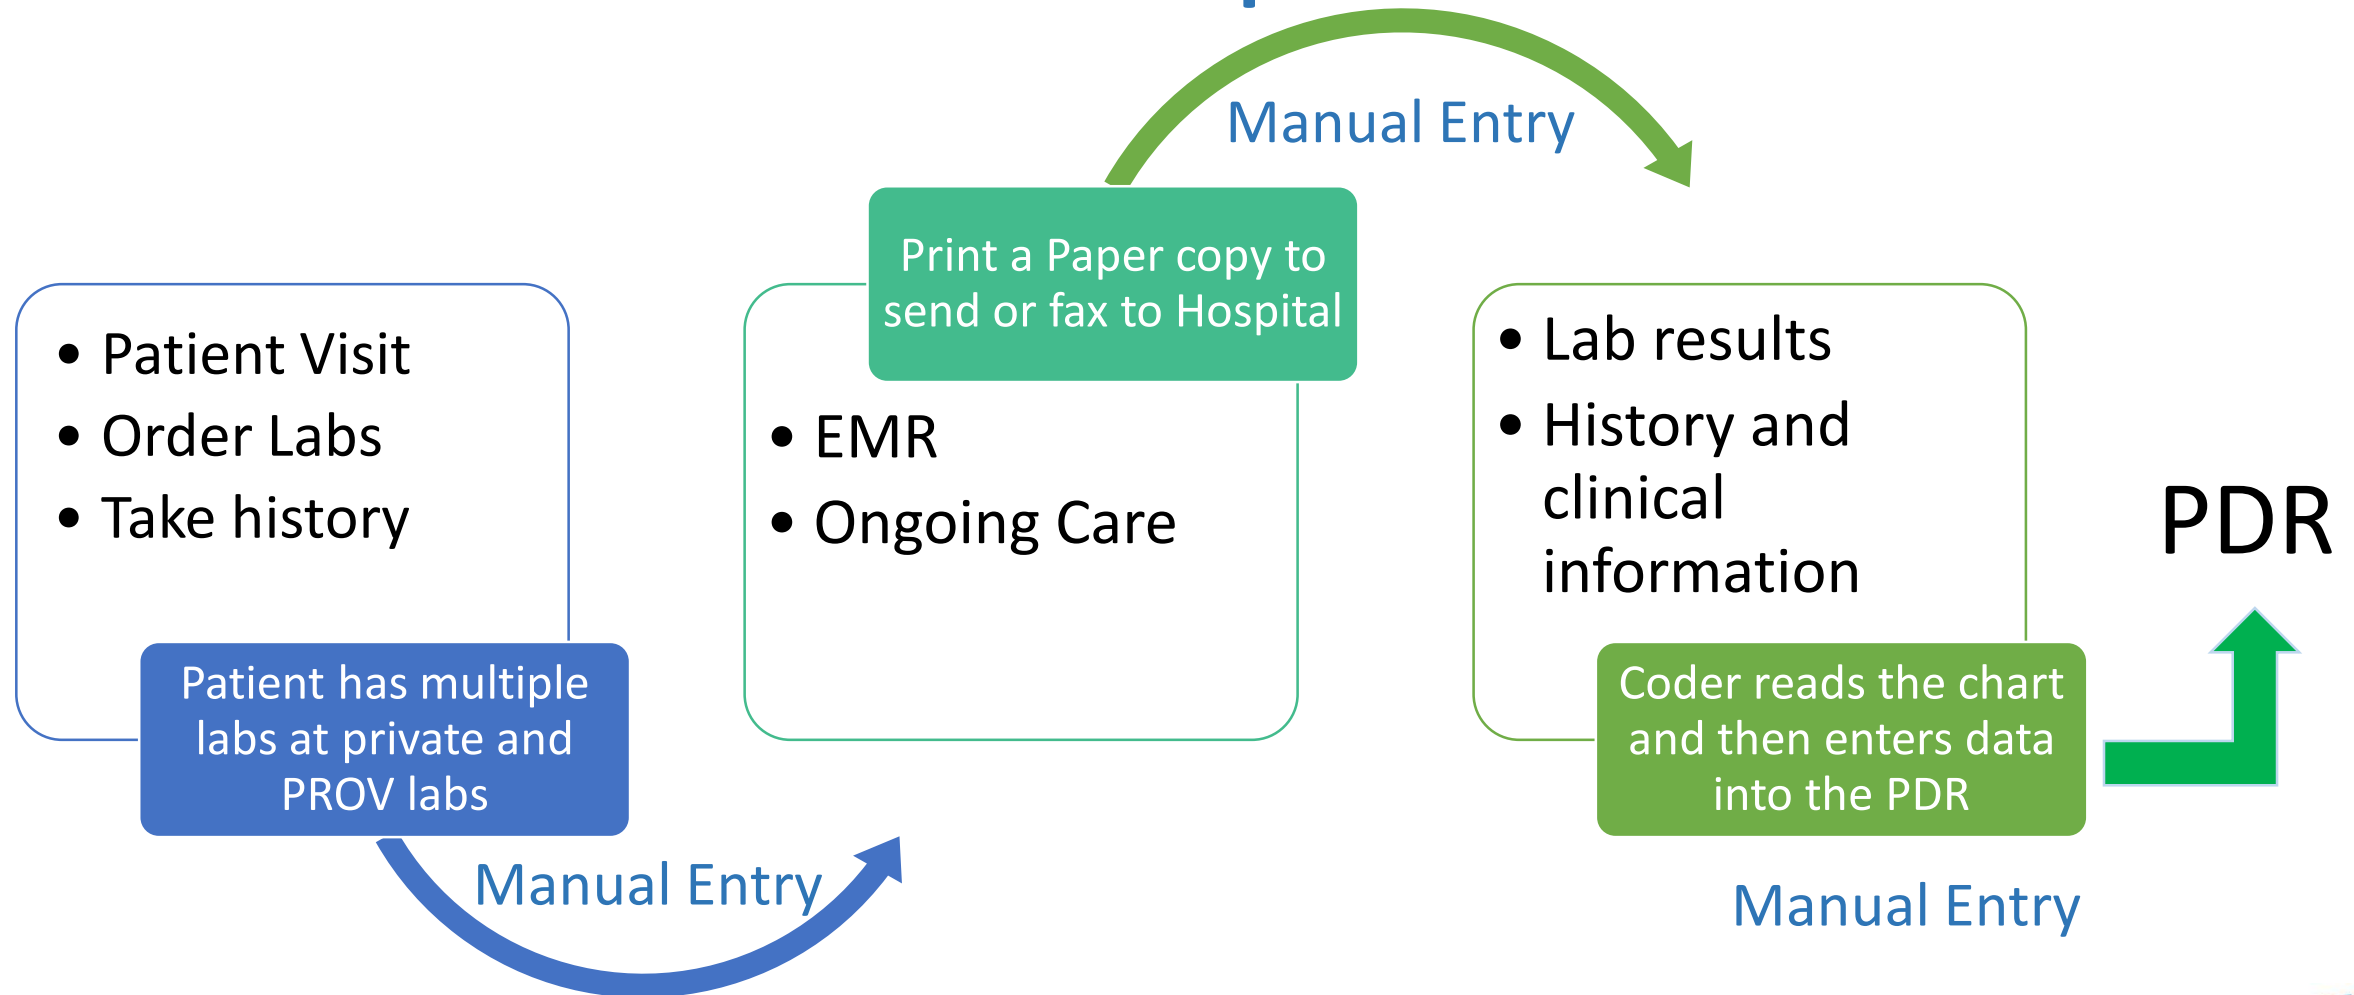 Manual Entry
Print a Paper copy to
send or fax to Hospital
• Patient Visit
• Order Labs
• Take history
Patient has multiple
labs at private and
PROV labs
Manual Entry
• EMR
• Ongoing Care
• Lab results
• History and
clinical
information
Coder reads the chart
and then enters data
into the PDR
Manual Entry
PDR